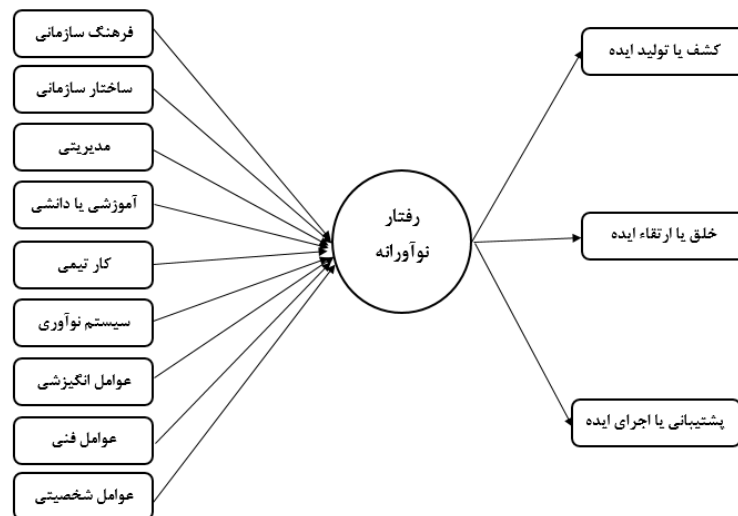 فرهنگ سازمانی
ساختار سازمانی
مدیریتی
آموزشی یا دانشی
کار تیمی
سیستم نوآوری
عوامل انگیزشی
عوامل فنی
عوامل شخصیتی
رفتار
نوآورانه
کشف یا تولید ایده
خلق یا ارتقاء ایده
پشتیبانی یا اجرای ایده